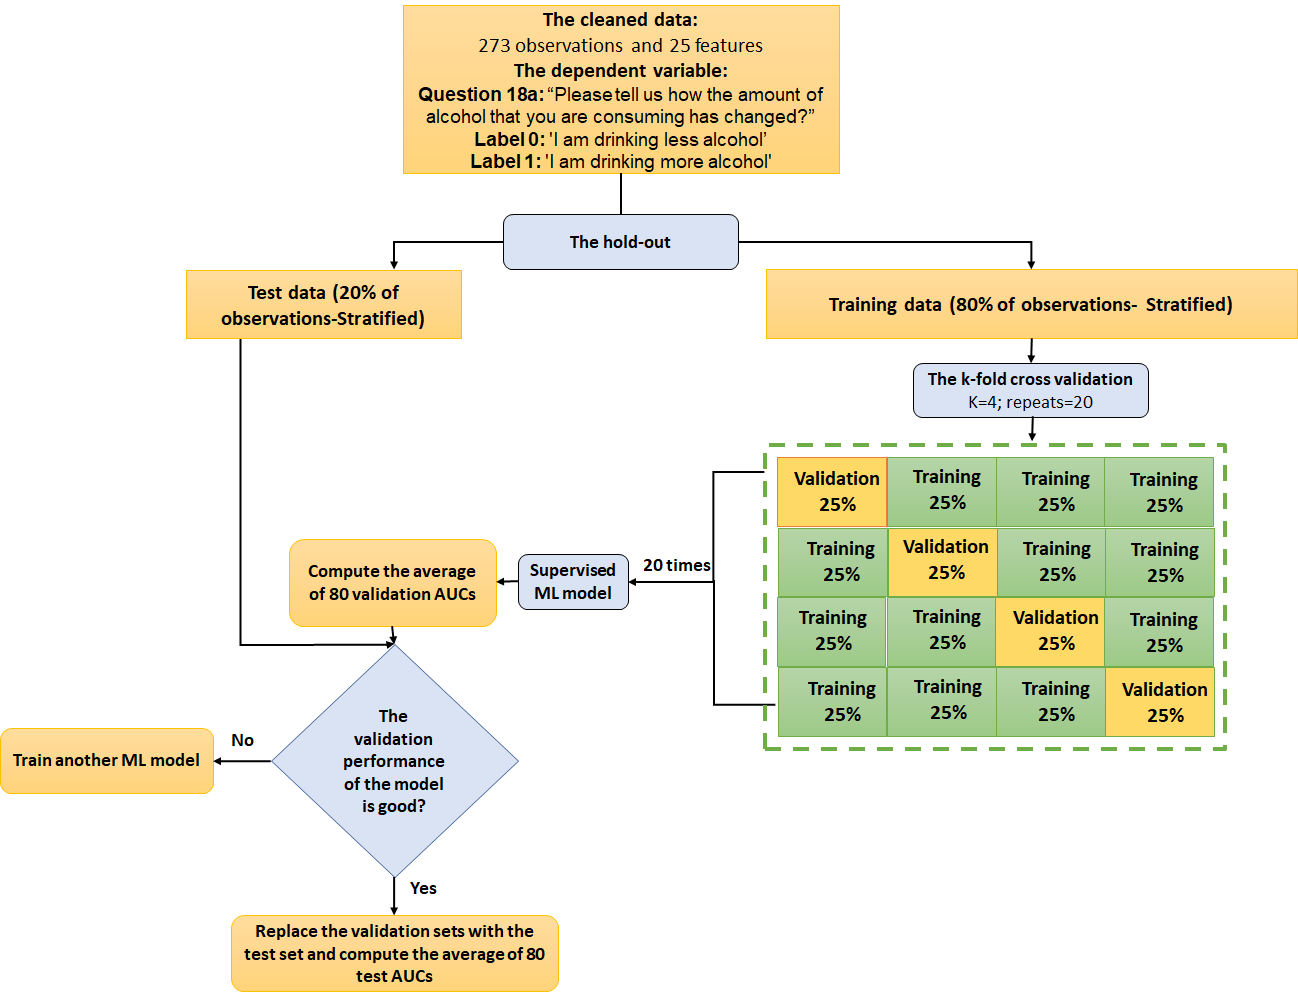 The cleaned data:
273 observations and 25 features
The dependent variable:
Question 18a: “Please tell us how the amount of
alcohol that you are consuming has changed?”
Label 0: 'I am drinking less alcohol’
Label 1: 'I am drinking more alcohol'
The hold-out
Test data (20% of
observations-Stratified)
Training data (80% of observations- Stratified)
The k-fold cross validation
K=4; repeats=20
Validation
25%
Training
25%
Training
25%
Training
25%
Training
25%
Validation
25%
Training
25%
Training
25%
Training
25%
Training
25%
Validation
25%
Training
25%
Training
25%
Training
25%
Training
25%
Validation
25%
20 times
Supervised
ML model
Compute the average
of 80 validation AUCs
The
validation
performance
of the model
is good?
No
Train another ML model
Yes
Replace the validation sets with the
test set and compute the average of 80
test AUCs